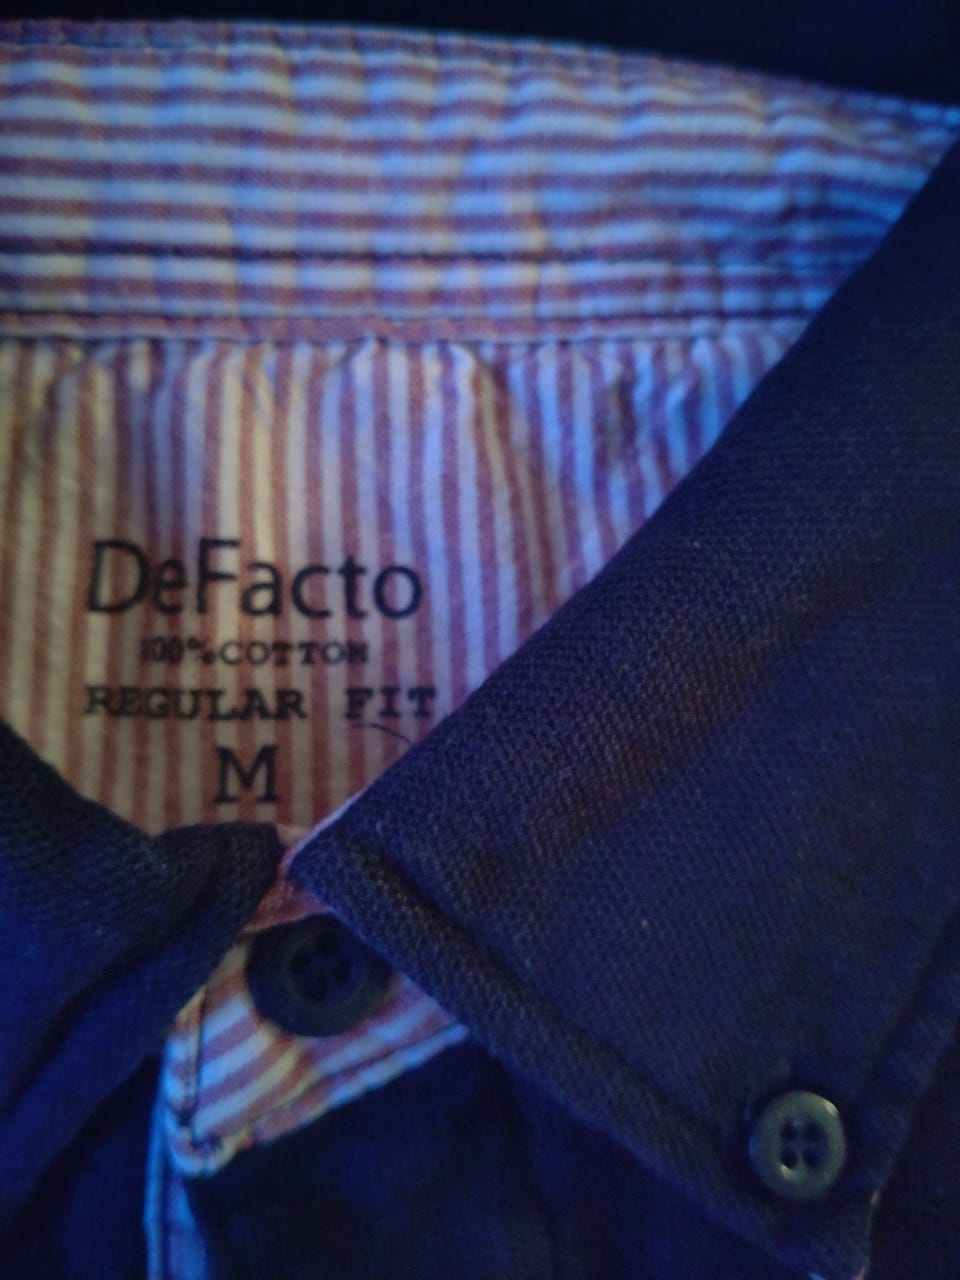 DeFacto
100%COTTON
REGULAR FIT
M